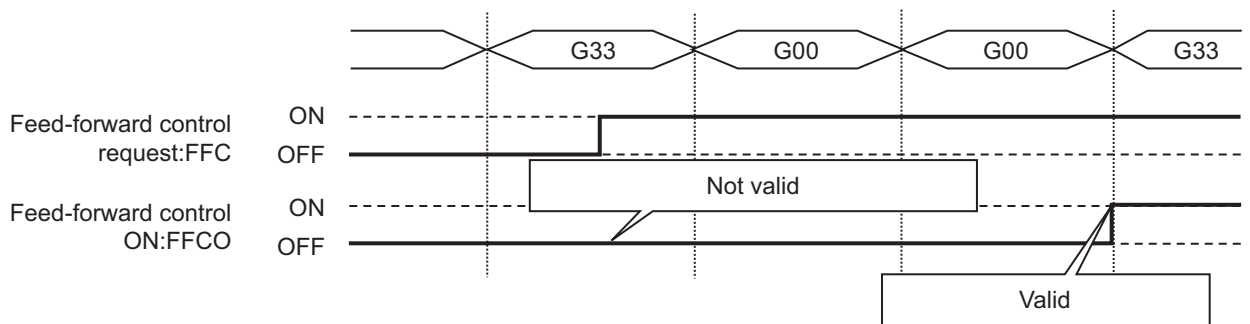 G33 G00 G00 G33
Feed-forward control ON
request:FFC OFF
Not valid
Feed-forward control ON
ON:FFCO OFF
Valid